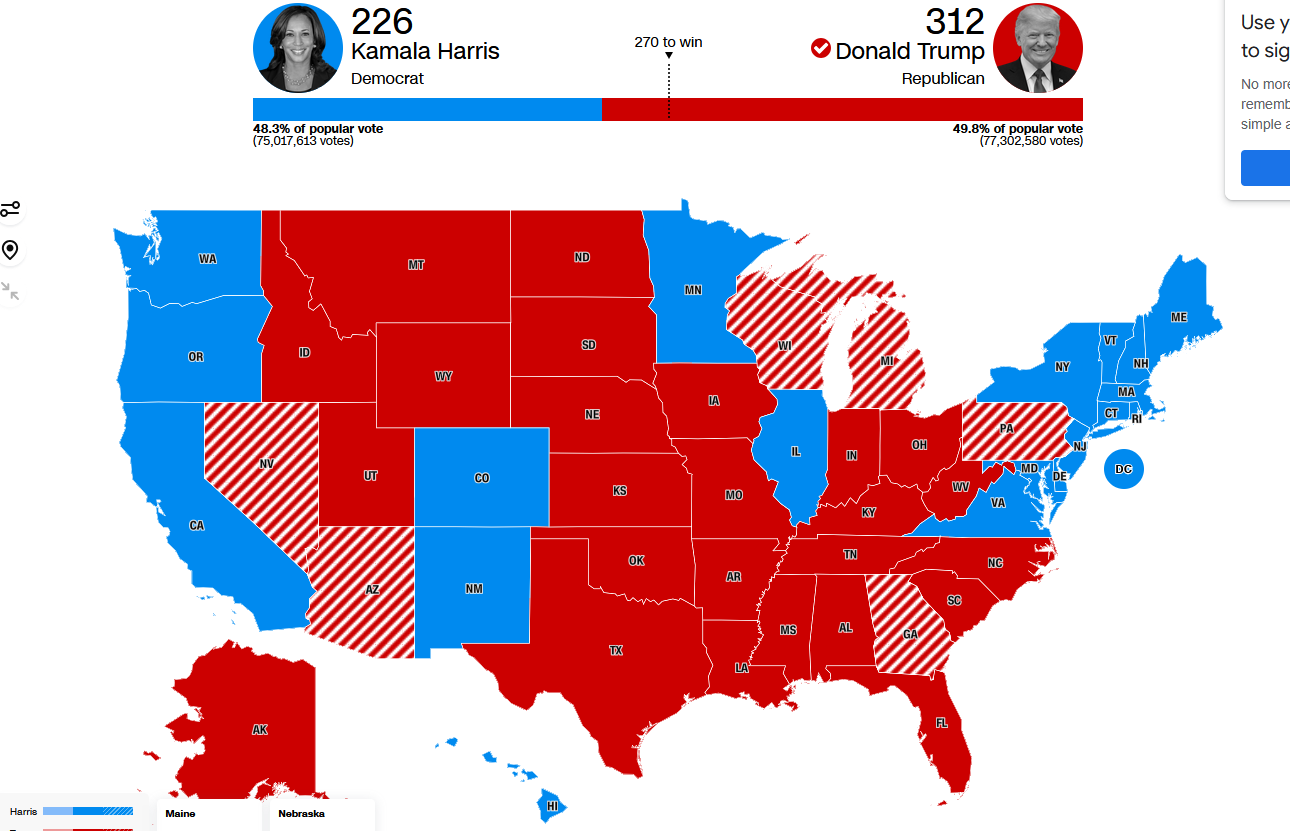 226
Kamala Harris
Democrat
270 to win
312
Donald Trump
Republican
48.3% of popular vote
(75,017,613 votes)
49.8% of popular vote
(77,302,580 votes)
Use y
to sig
No more
rememb
simple a
WA
MT
ND
MN
OR
ID
SD
WI
MI
ME
VT
NH
NY
WY
MA
IA
NE
CT
RI
PA
NV
UT
CO
KS
IL
IN
OH
NJ
MD
DE
DC
MO
WV
VA
KY
CA
TN
NC
AZ
NM
OK
AR
SC
MS
AL
GA
TX
LA
FL
AK
HI
Harris
Maine
Nebraska